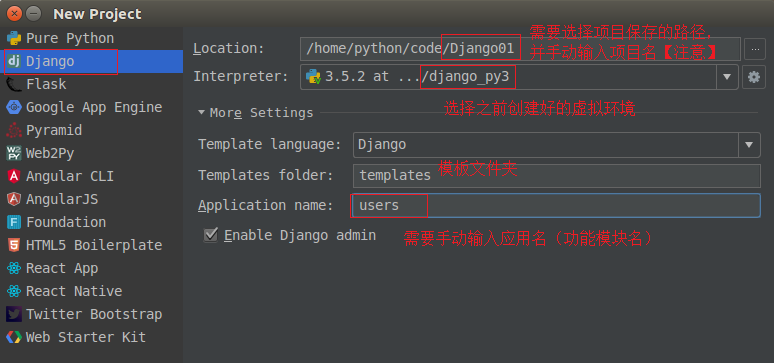 New Project
Pure Python
Django
Flask
Google App Engine
Pyramid
Web2Py
Angular CLI
AngularJS
Foundation
HTML5 Boilerplate
React App
React Native
Twitter Bootstrap
Web Starter Kit
需要选择项目保存的路径,
并手动输入项目名【注意】
Location: /home/python/code/Django01 ...
Interpreter: 3.5.2 at .../django_py3
选择之前创建好的虚拟环境
More Settings
Template language: Django
Templates folder: templates 模板文件夹
Application name: users
Enable Django admin 需要手动输入应用名（功能模块名）